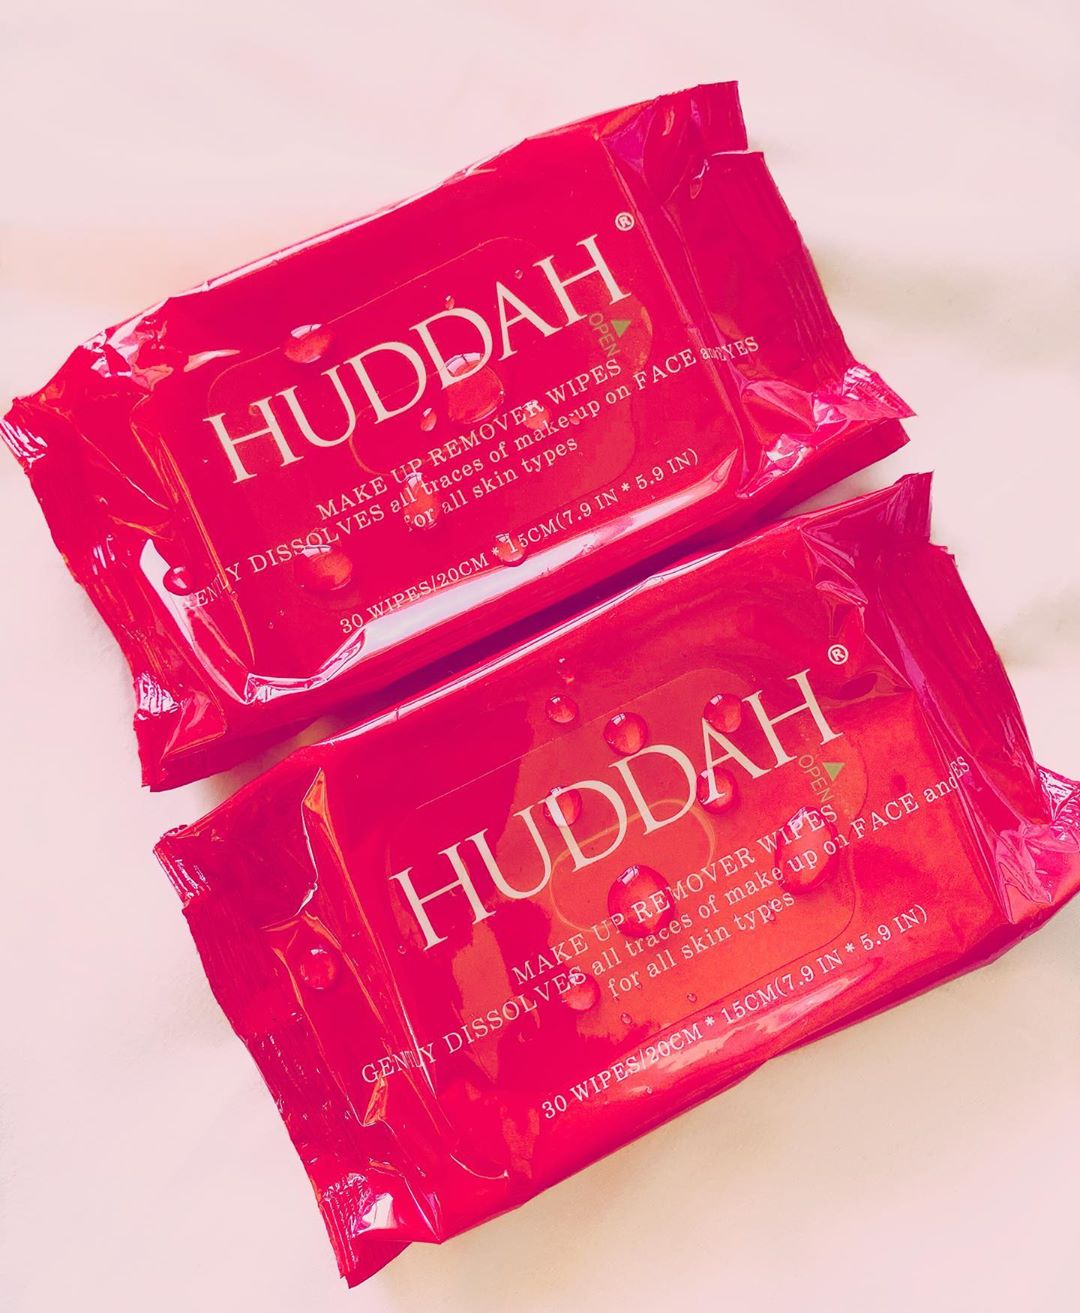 HUDDAH®
OPEN
MAKE UP REMOVER WIPES
GENTLY DISSOLVES all traces of make up on FACE and EYES
for all skin types
30 WIPES/20CM * 15CM(7.9 IN * 5.9 IN)
HUDDAH®
OPEN
MAKE UP REMOVER WIPES
GENTLY DISSOLVES all traces of make up on FACE and EYES
for all skin types
30 WIPES/20CM * 15CM(7.9 IN * 5.9 IN)